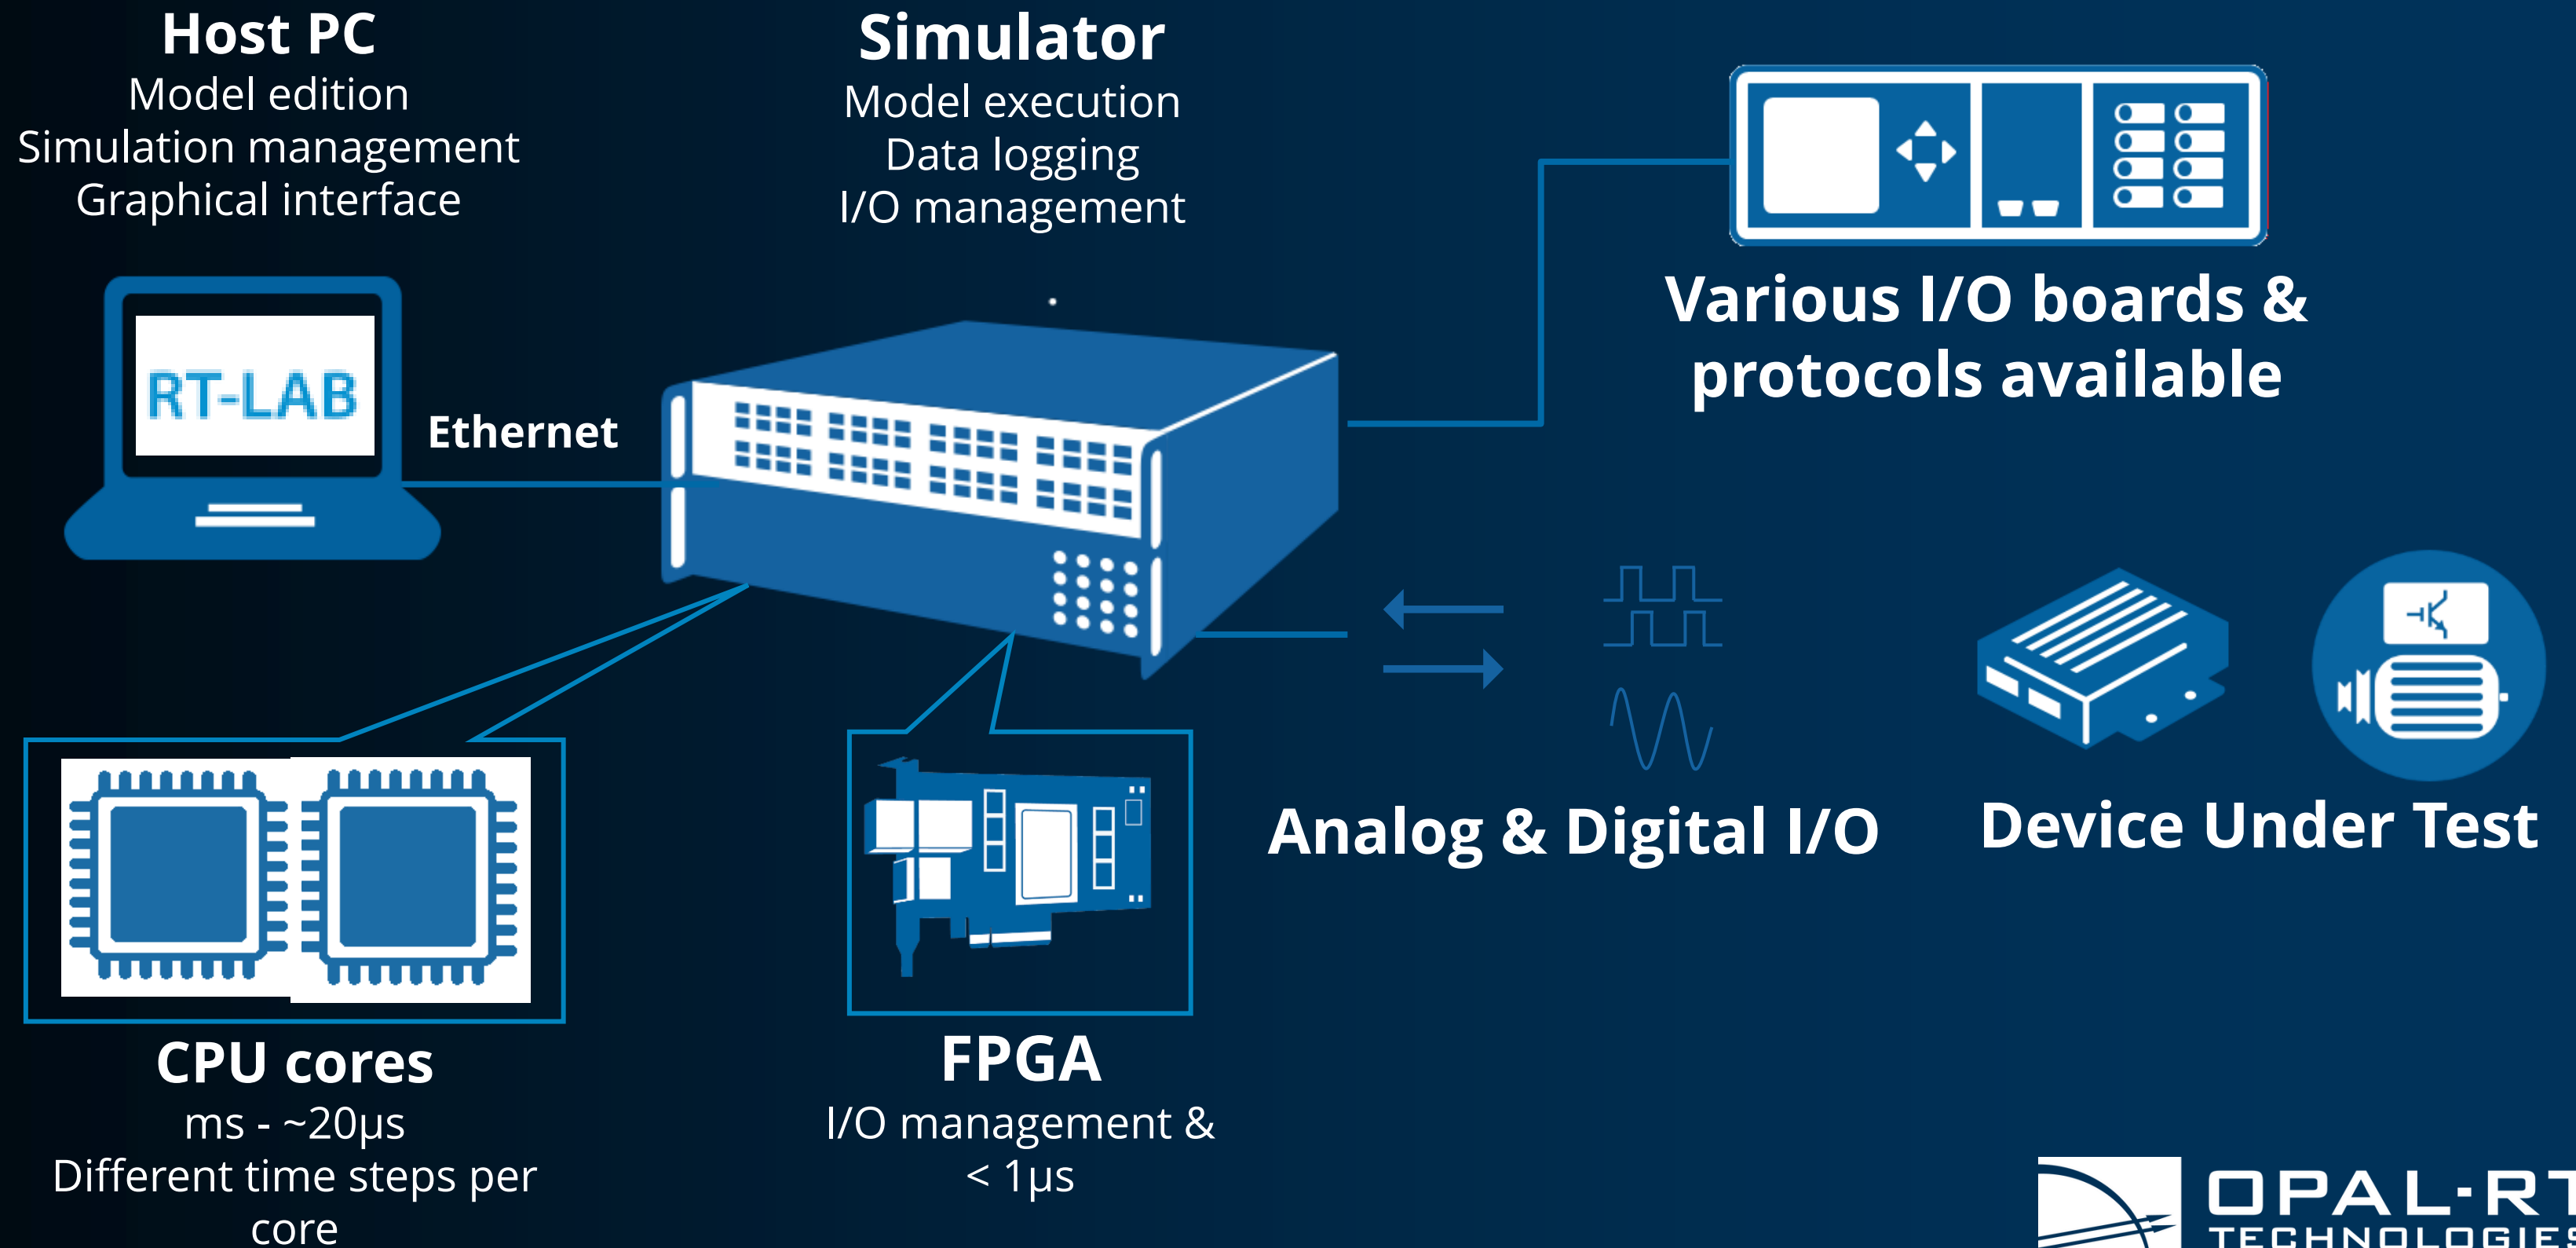 Host PC
Model edition
Simulation management
Graphical interface
Simulator
Model execution
Data logging
I/O management
Various I/O boards &
protocols available
RT-LAB
Ethernet
Analog & Digital I/O
Device Under Test
CPU cores
ms - ~20µs
Different time steps per
core
FPGA
I/O management &
< 1µs
OPAL-RT
TECHNOLOGIES